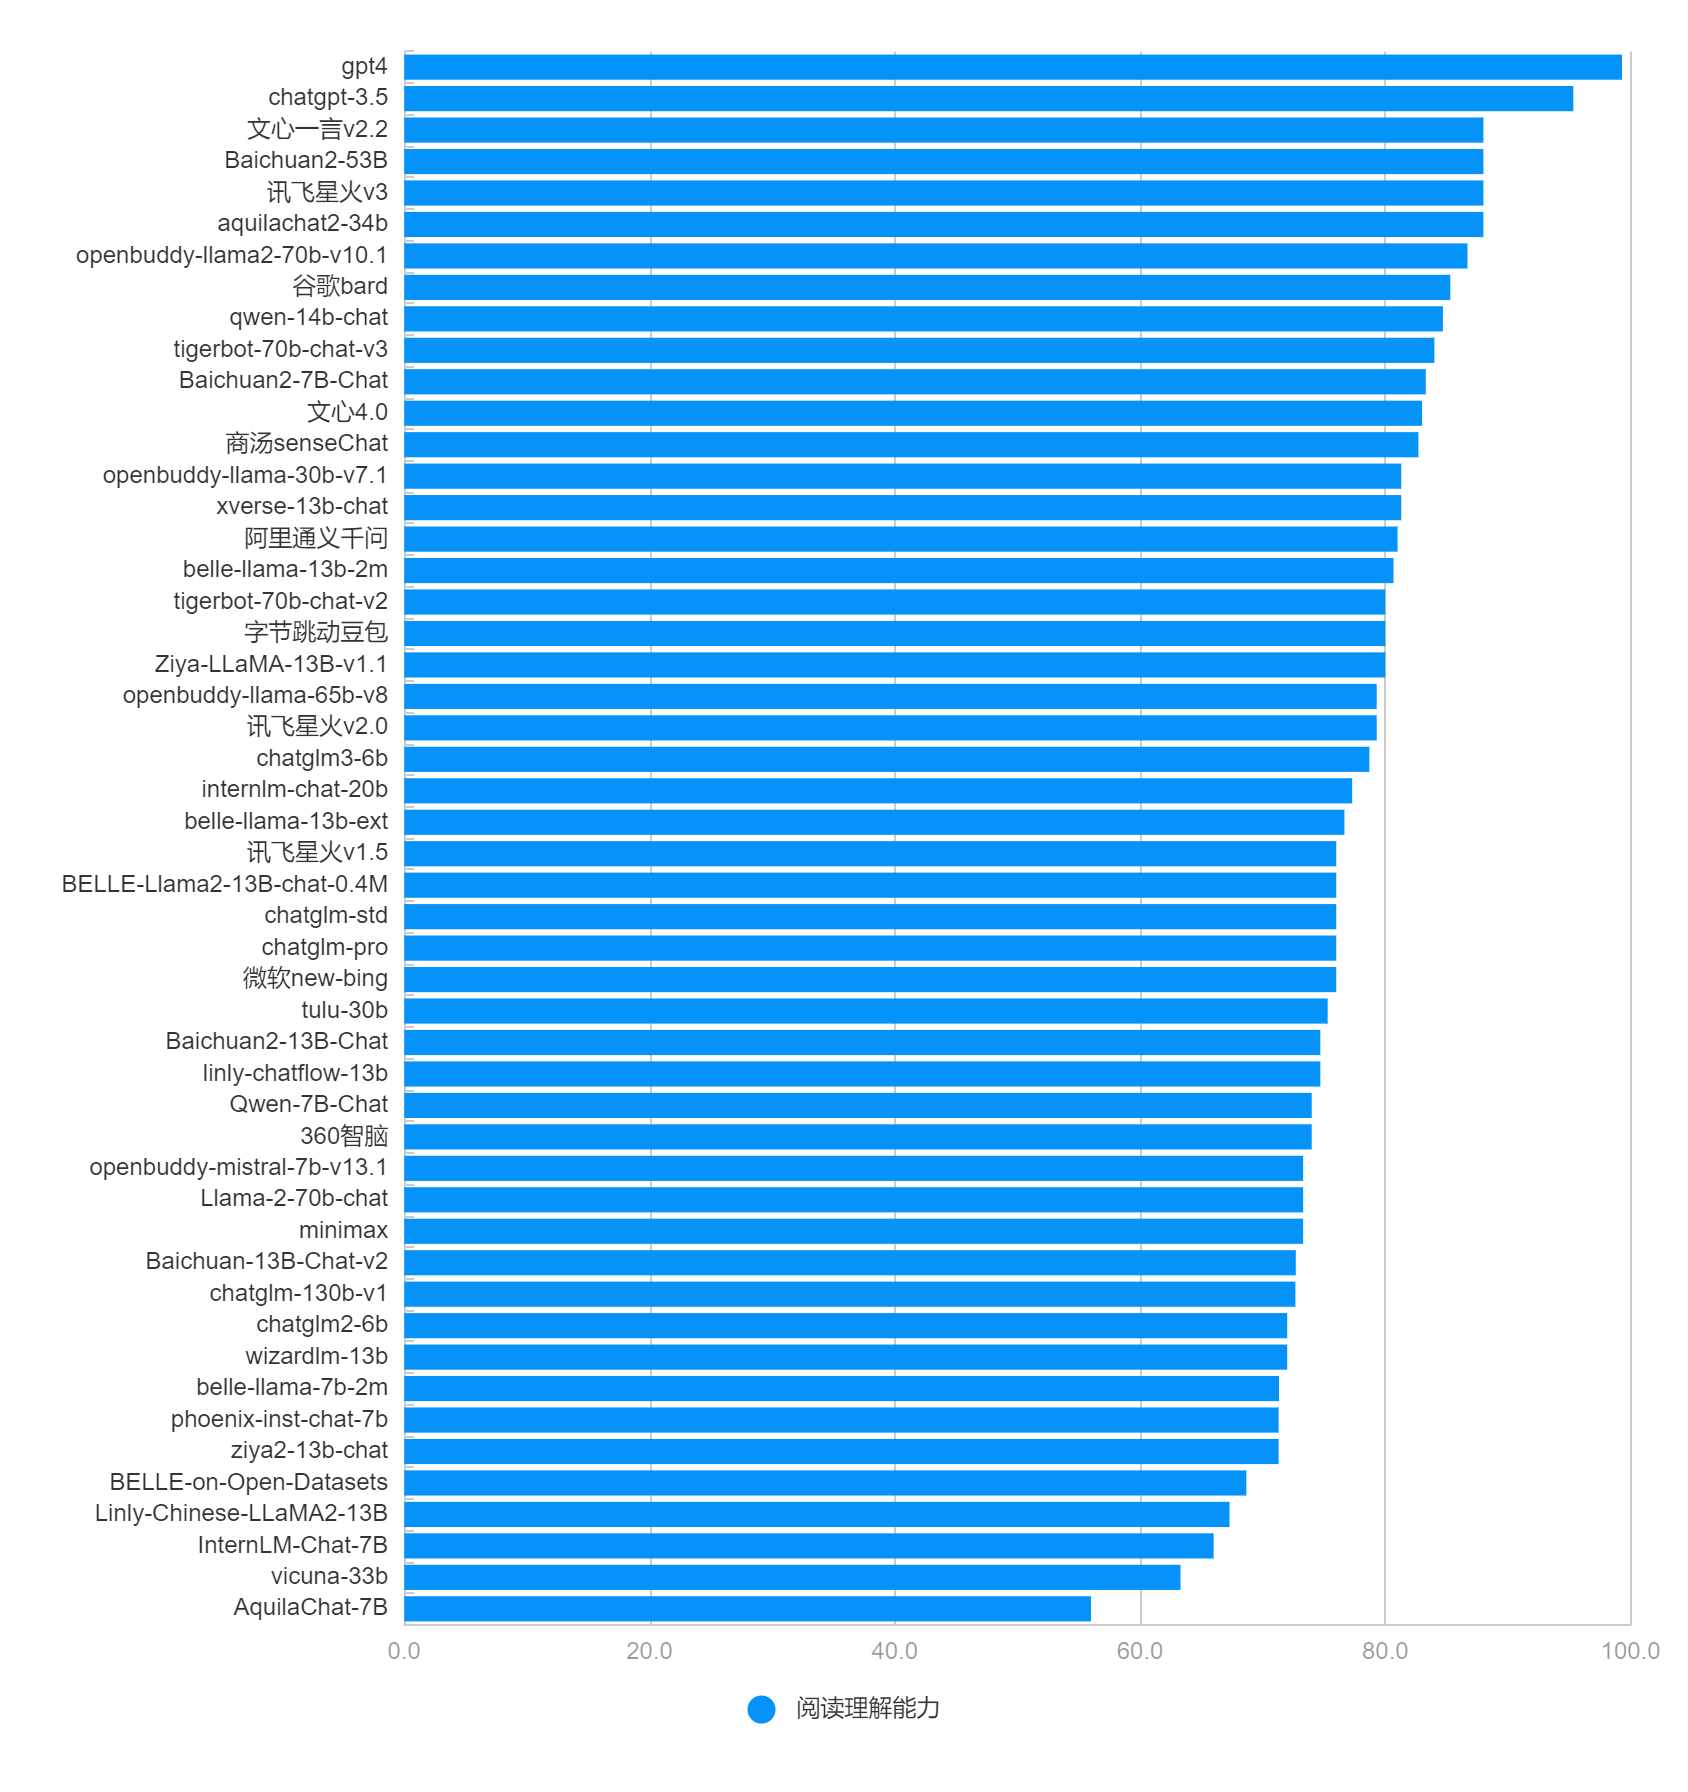 gpt4
chatgpt-3.5
文心一言v2.2
Baichuan2-53B
讯飞星火v3
aquilachat2-34b
openbuddy-llama2-70b-v10.1
谷歌bard
qwen-14b-chat
tigerbot-70b-chat-v3
Baichuan2-7B-Chat
文心4.0
商汤senseChat
openbuddy-llama-30b-v7.1
xverse-13b-chat
阿里通义千问
belle-llama-13b-2m
tigerbot-70b-chat-v2
字节跳动豆包
Ziya-LLaMA-13B-v1.1
openbuddy-llama-65b-v8
讯飞星火v2.0
chatglm3-6b
internlm-chat-20b
belle-llama-13b-ext
讯飞星火v1.5
BELLE-Llama2-13B-chat-0.4M
chatglm-std
chatglm-pro
微软new-bing
tulu-30b
Baichuan2-13B-Chat
linly-chatflow-13b
Qwen-7B-Chat
360智脑
openbuddy-mistral-7b-v13.1
Llama-2-70b-chat
minimax
Baichuan-13B-Chat-v2
chatglm-130b-v1
chatglm2-6b
wizardlm-13b
belle-llama-7b-2m
phoenix-inst-chat-7b
ziya2-13b-chat
BELLE-on-Open-Datasets
Linly-Chinese-LLaMA2-13B
InternLM-Chat-7B
vicuna-33b
AquilaChat-7B
0.0 20.0 40.0 60.0 80.0 100.0
阅读理解能力